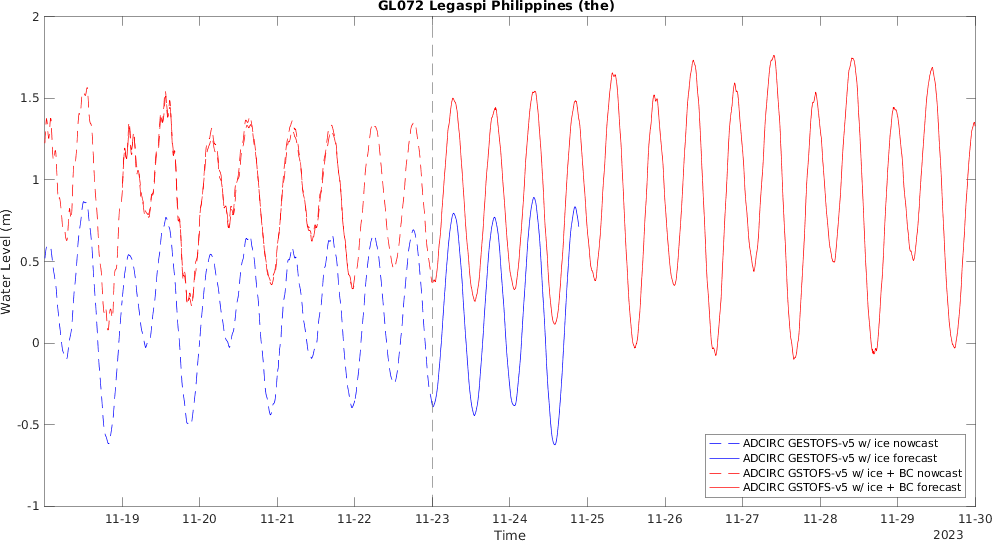 GL072 Legaspi Philippines (the)
2
1.5
1
0.5
0
-0.5
-1
Water Level (m)
ADCIRC GESTOFS-v5 w/ ice nowcast
ADCIRC GESTOFS-v5 w/ ice forecast
ADCIRC GSTOFS-v5 w/ ice + BC nowcast
ADCIRC GSTOFS-v5 w/ ice + BC forecast
11-19 11-20 11-21 11-22 11-23 11-24 11-25 11-26 11-27 11-28 11-29 11-30
Time
2023